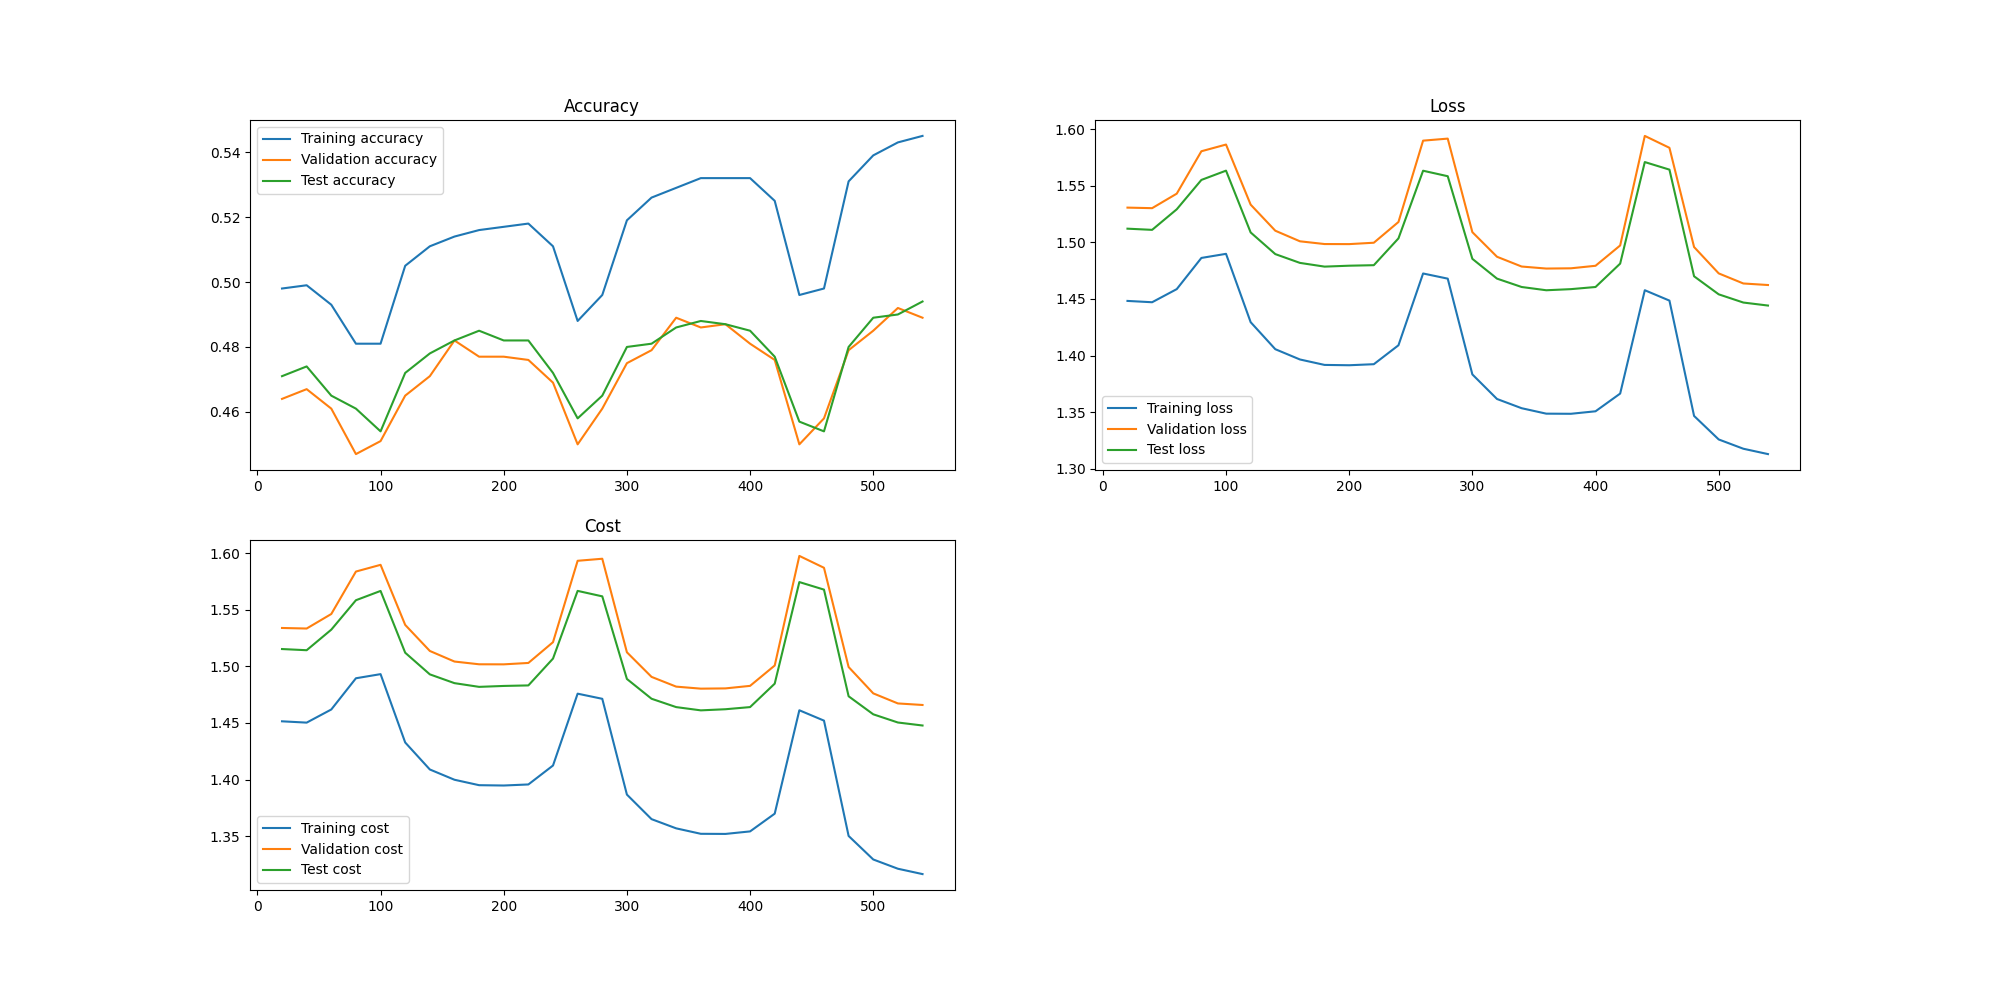 Accuracy
Training accuracy
Validation accuracy
Test accuracy
0.54
0.52
0.50
0.48
0.46
0 100 200 300 400 500
Loss
1.60
1.55
1.50
1.45
1.40
1.35
1.30
Training loss
Validation loss
Test loss
0 100 200 300 400 500
Cost
1.60
1.55
1.50
1.45
1.40
1.35
Training cost
Validation cost
Test cost
0 100 200 300 400 500